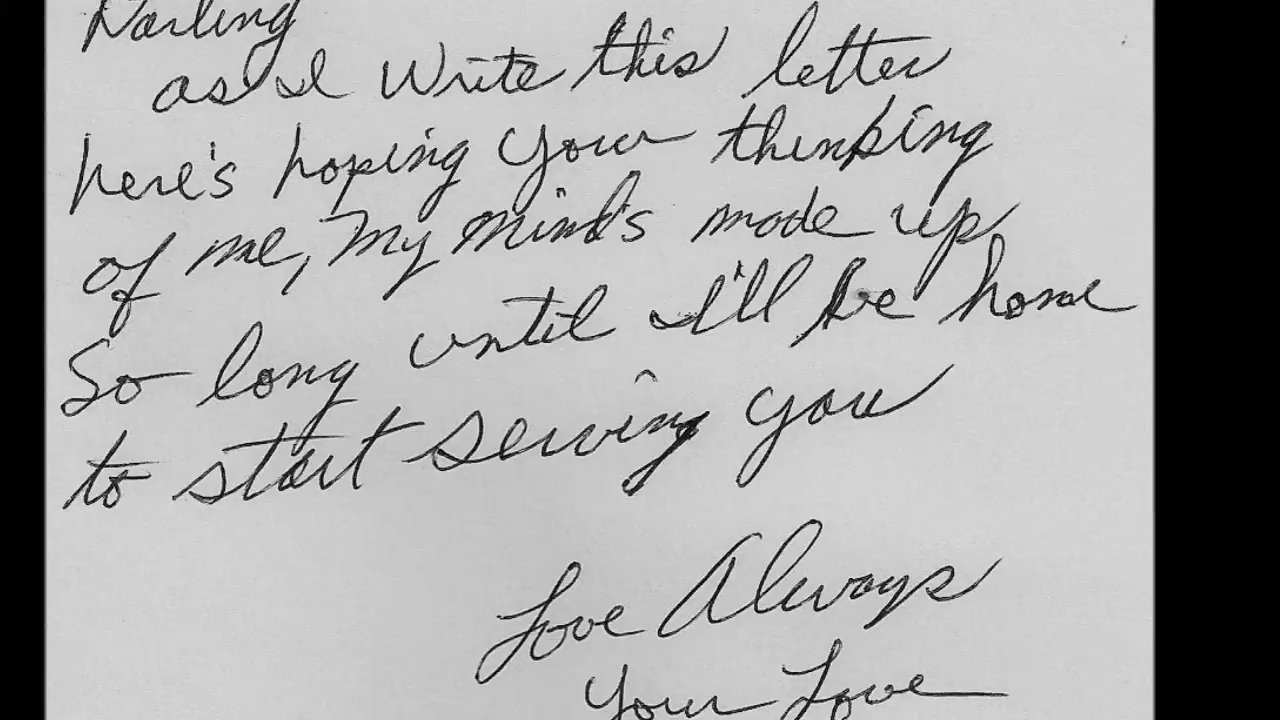 Darling
as I Write this letter
here's hoping your thinking
of me, My Mind's made up
So long until I'll be home
to start serving you
Love Always
Your Love